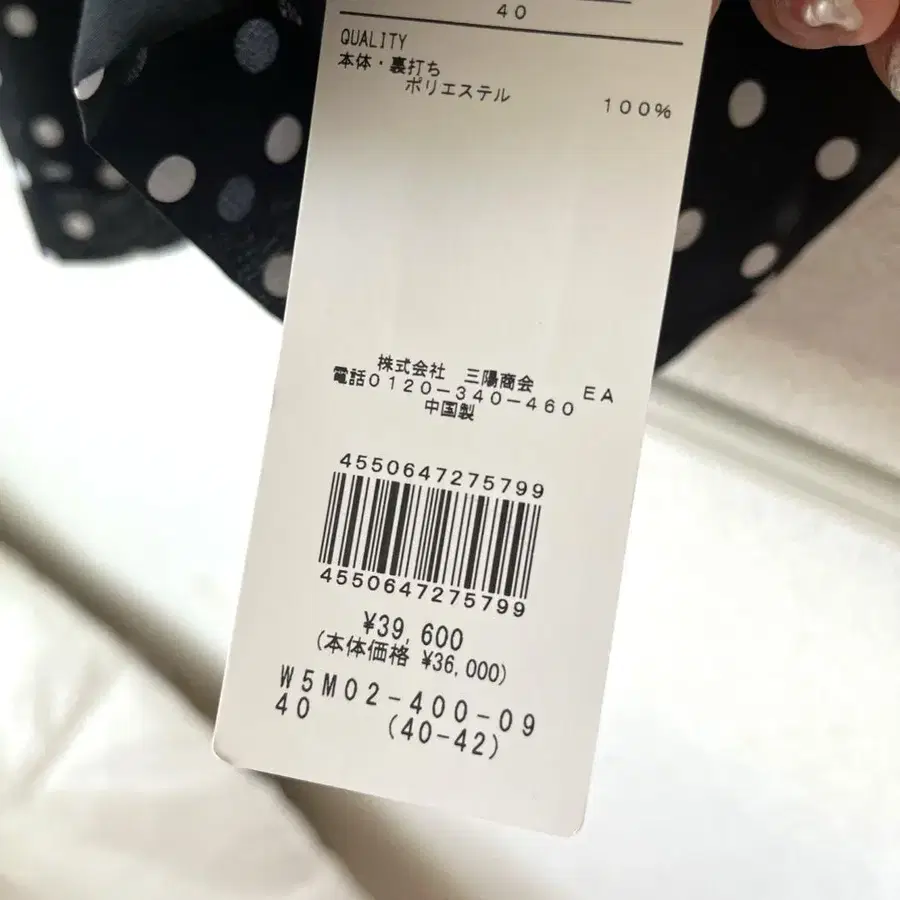 40
QUALITY
本体・裏打ち
ポリエステル 100%
株式会社 三陽商会 EA
電話0120-340-460
中国製
4550647275799
4550647275799
¥39,600
(本体価格 ¥36,000)
W5M02-400-09
40 (40-42)